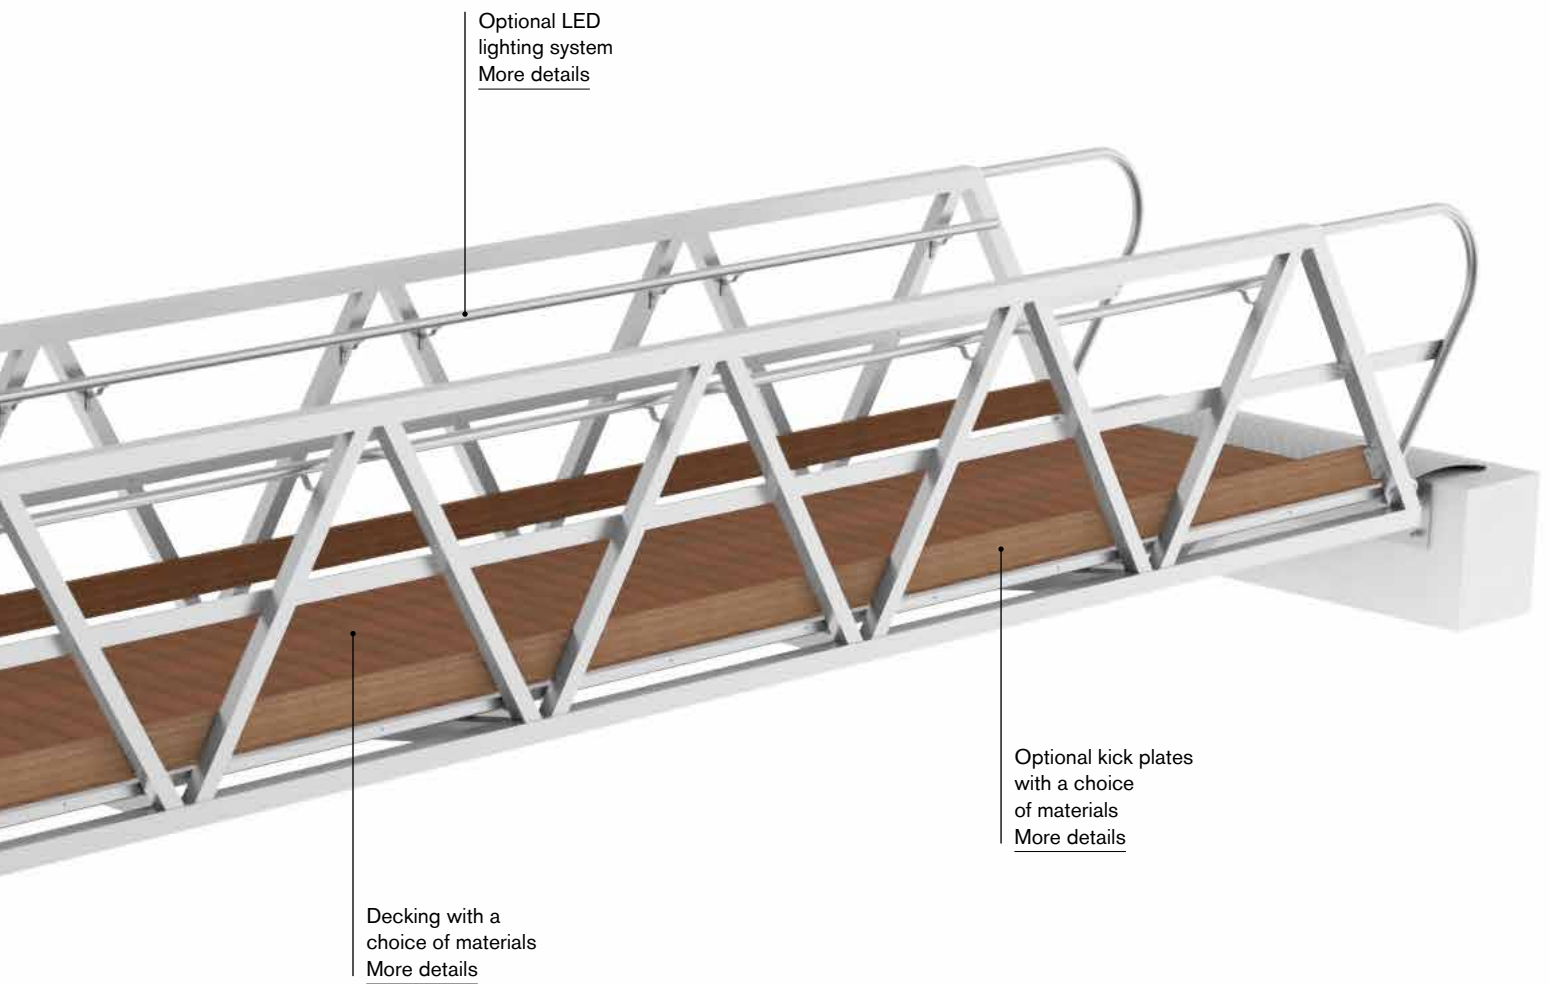 Optional LED
lighting system
More details
Optional kick plates
with a choice
of materials
More details
Decking with a
choice of materials
More details